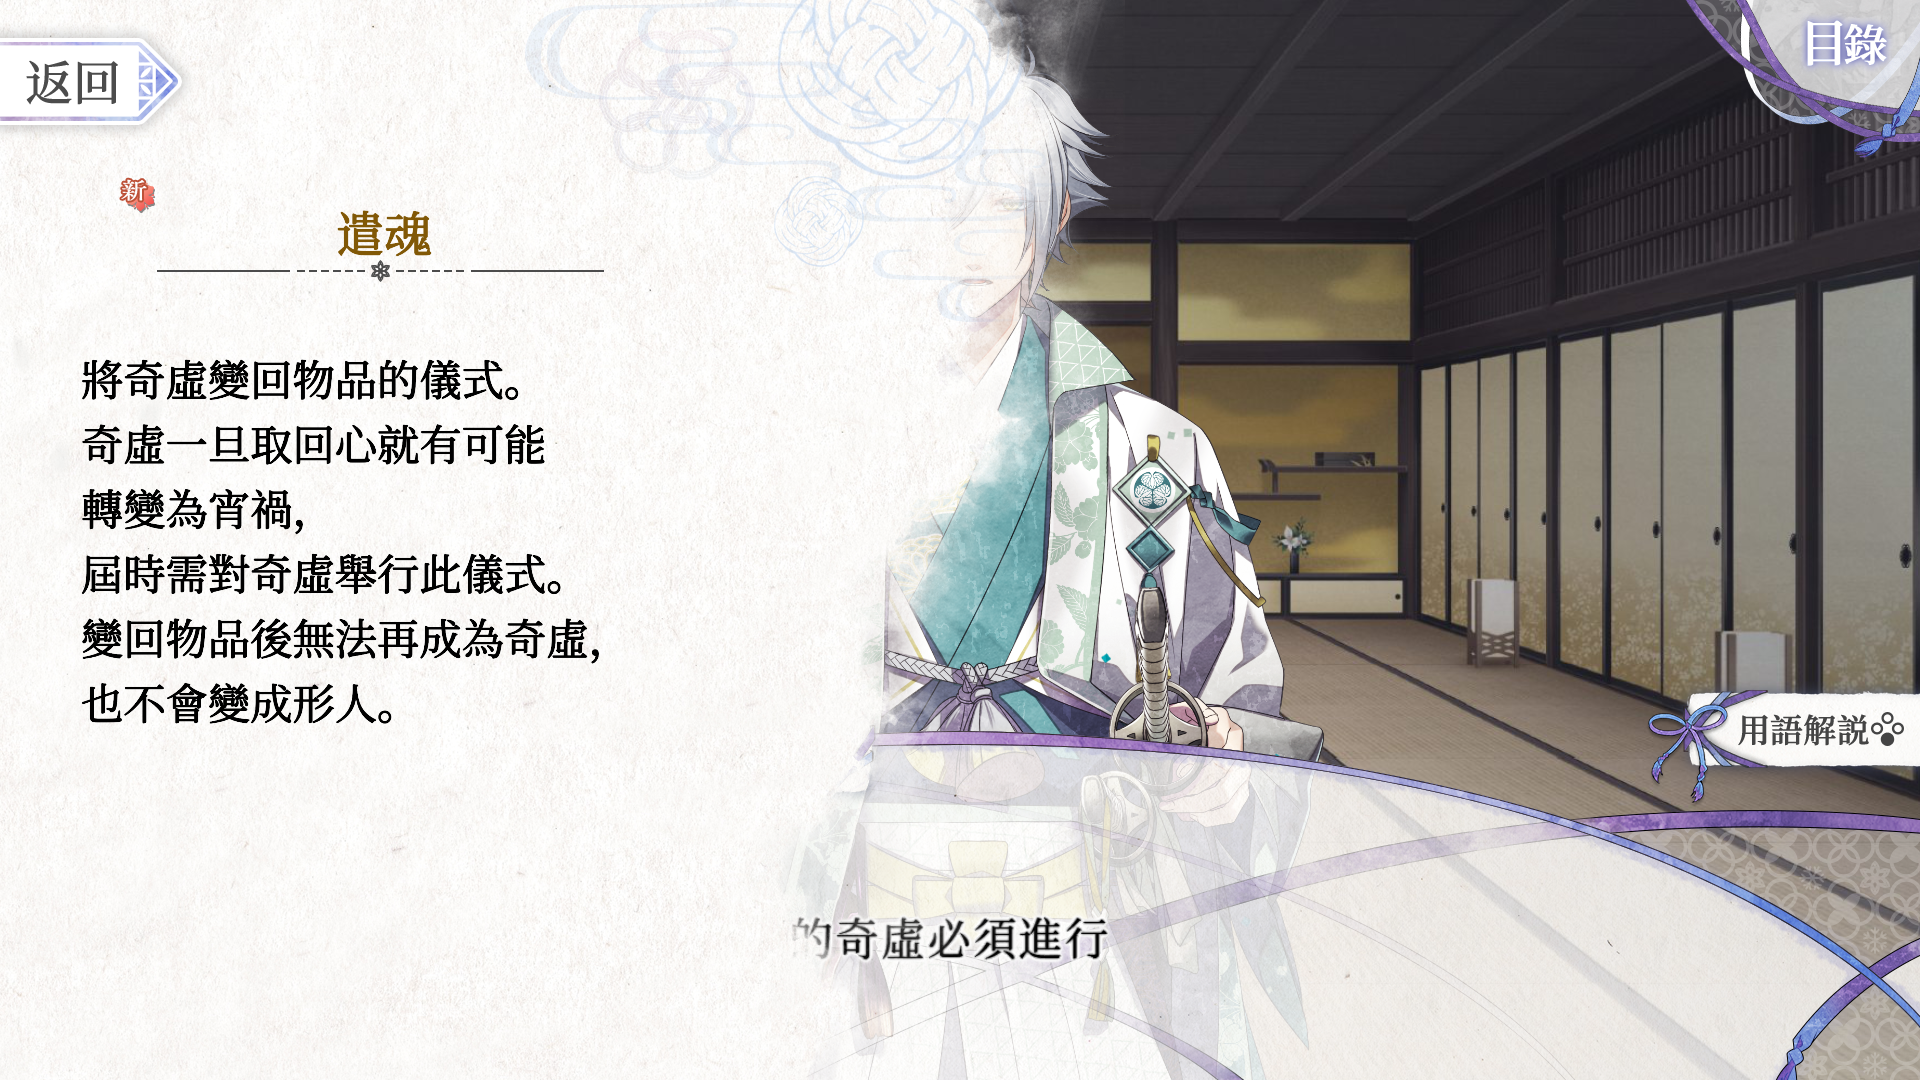 返回
目錄
新
遣魂
將奇虛變回物品的儀式。
奇虛一旦取回心就有可能
轉變為宵禍,
屆時需對奇虛舉行此儀式。
變回物品後無法再成為奇虛,
也不會變成形人。
用語解説
的奇虛必須進行